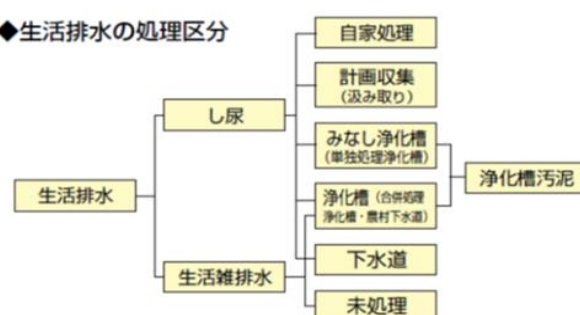 ◆生活排水の処理区分
自家処理
計画収集
(汲み取り)
し尿
みなし浄化槽
(単独処理浄化槽)
浄化槽汚泥
生活排水
浄化槽(合併処理
浄化槽・農村下水道)
下水道
生活雑排水
未処理